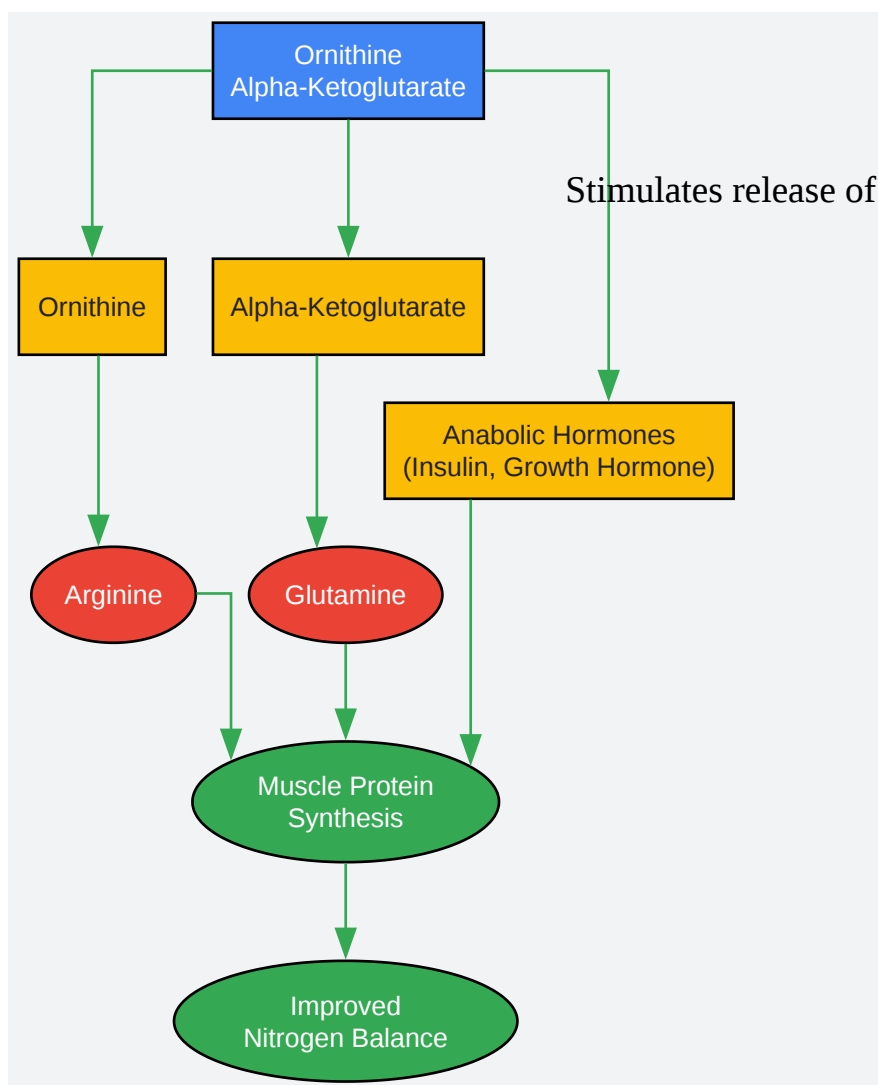 Ornithine
Alpha-Ketoglutarate
Stimulates release of
Ornithine
Alpha-Ketoglutarate
Anabolic Hormones
(Insulin, Growth Hormone)
Arginine
Glutamine
Muscle Protein
Synthesis
Improved
Nitrogen Balance